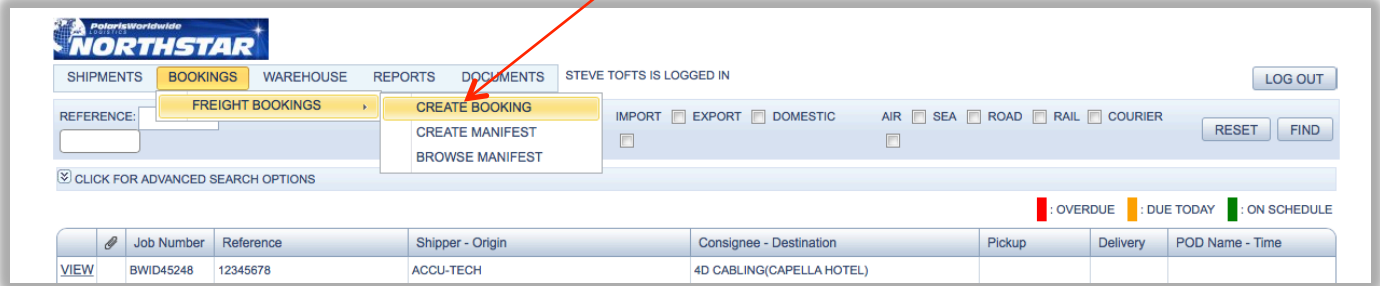 PolarisWorldwide
LOGISTICS
NORTHSTAR
SHIPMENTS BOOKINGS WAREHOUSE REPORTS DOCUMENTS STEVE TOFTS IS LOGGED IN LOG OUT
FREIGHT BOOKINGS
CREATE BOOKING
CREATE MANIFEST
BROWSE MANIFEST
REFERENCE: IMPORT EXPORT DOMESTIC AIR SEA ROAD RAIL COURIER RESET FIND
CLICK FOR ADVANCED SEARCH OPTIONS
: OVERDUE : DUE TODAY : ON SCHEDULE
Job Number Reference Shipper - Origin Consignee - Destination Pickup Delivery POD Name - Time
VIEW BWID45248 12345678 ACCU-TECH 4D CABLING(CAPELLA HOTEL)